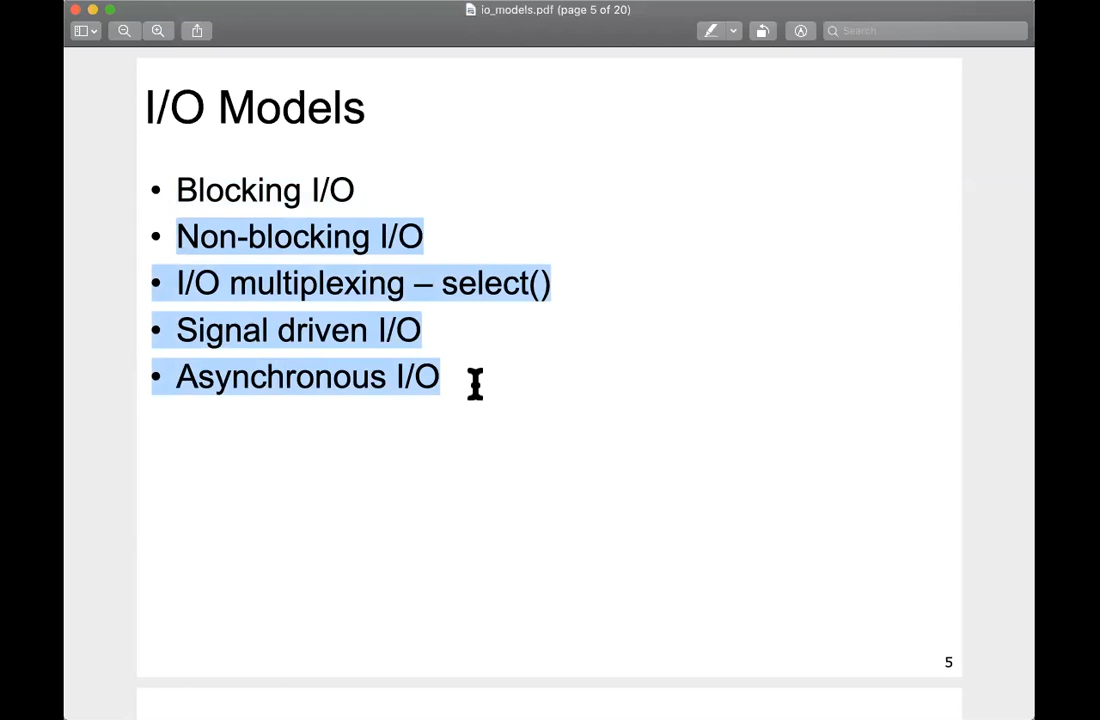 io_models.pdf (page 5 of 20)
Search
I/O Models
• Blocking I/O
• Non-blocking I/O
• I/O multiplexing – select()
• Signal driven I/O
• Asynchronous I/O
5